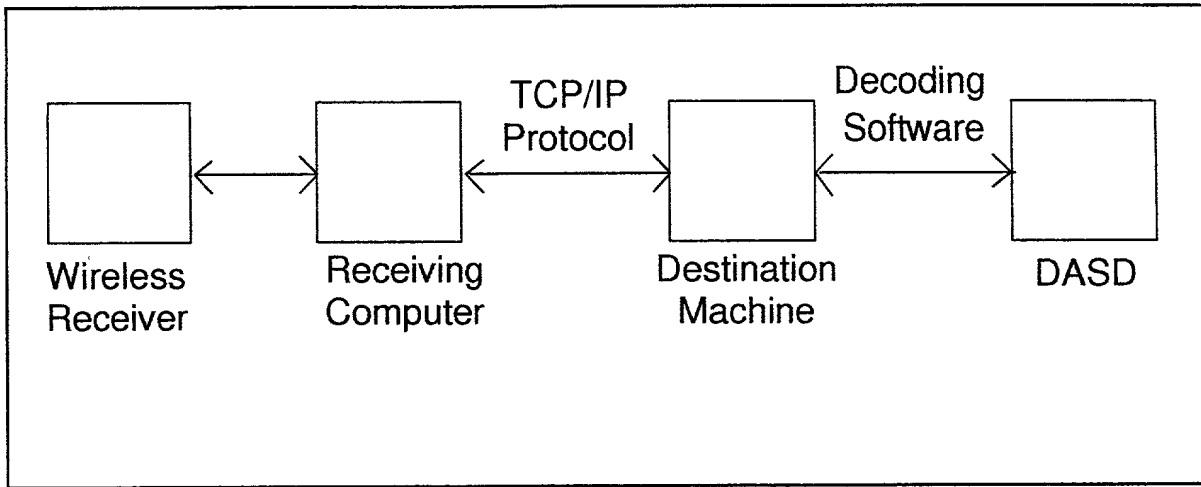 TCP/IP
Protocol
Decoding
Software
Wireless
Receiver
Receiving
Computer
Destination
Machine
DASD